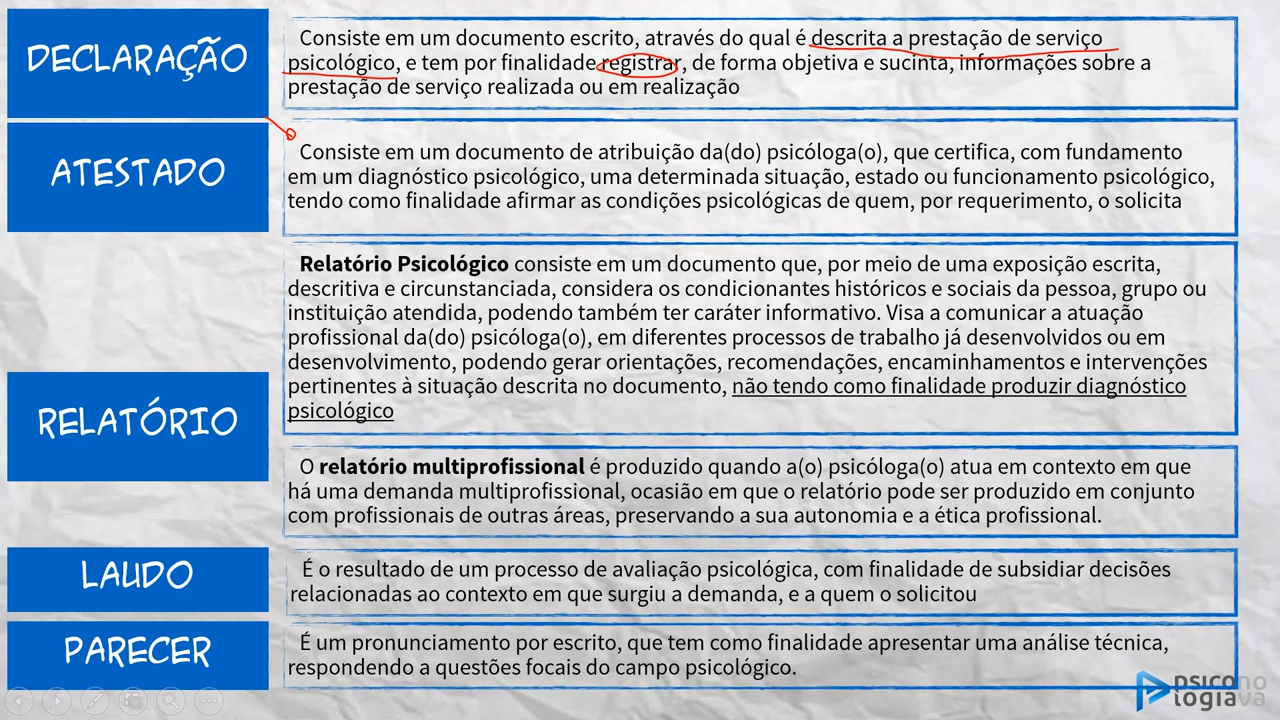 DECLARAÇÃO
Consiste em um documento escrito, através do qual é descrita a prestação de serviço
psicológico, e tem por finalidade registrar, de forma objetiva e sucinta, informações sobre a
prestação de serviço realizada ou em realização
ATESTADO
Consiste em um documento de atribuição da(do) psicóloga(o), que certifica, com fundamento
em um diagnóstico psicológico, uma determinada situação, estado ou funcionamento psicológico,
tendo como finalidade afirmar as condições psicológicas de quem, por requerimento, o solicita
RELATÓRIO
Relatório Psicológico consiste em um documento que, por meio de uma exposição escrita,
descritiva e circunstanciada, considera os condicionantes históricos e sociais da pessoa, grupo ou
instituição atendida, podendo também ter caráter informativo. Visa a comunicar a atuação
profissional da(do) psicóloga(o), em diferentes processos de trabalho já desenvolvidos ou em
desenvolvimento, podendo gerar orientações, recomendações, encaminhamentos e intervenções
pertinentes à situação descrita no documento, não tendo como finalidade produzir diagnóstico
psicológico
O relatório multiprofissional é produzido quando a(o) psicóloga(o) atua em contexto em que
há uma demanda multiprofissional, ocasião em que o relatório pode ser produzido em conjunto
com profissionais de outras áreas, preservando a sua autonomia e a ética profissional.
LAUDO
É o resultado de um processo de avaliação psicológica, com finalidade de subsidiar decisões
relacionadas ao contexto em que surgiu a demanda, e a quem o solicitou
PARECER
É um pronunciamento por escrito, que tem como finalidade apresentar uma análise técnica,
respondendo a questões focais do campo psicológico.
psicono
logiava